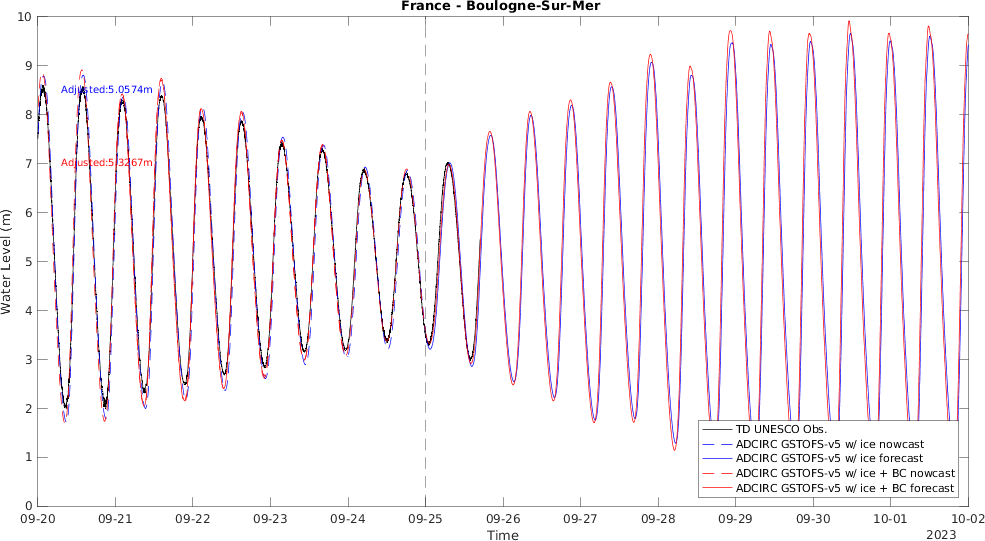 France - Boulogne-Sur-Mer
10
9
8
7
6
5
4
3
2
1
0
Water Level (m)
Adjusted:5.0574m
Adjusted:5.3267m
TD UNESCO Obs.
ADCIRC GSTOFS-v5 w/ ice nowcast
ADCIRC GSTOFS-v5 w/ ice forecast
ADCIRC GSTOFS-v5 w/ ice + BC nowcast
ADCIRC GSTOFS-v5 w/ ice + BC forecast
09-20 09-21 09-22 09-23 09-24 09-25 09-26 09-27 09-28 09-29 09-30 10-01 10-02
Time
2023